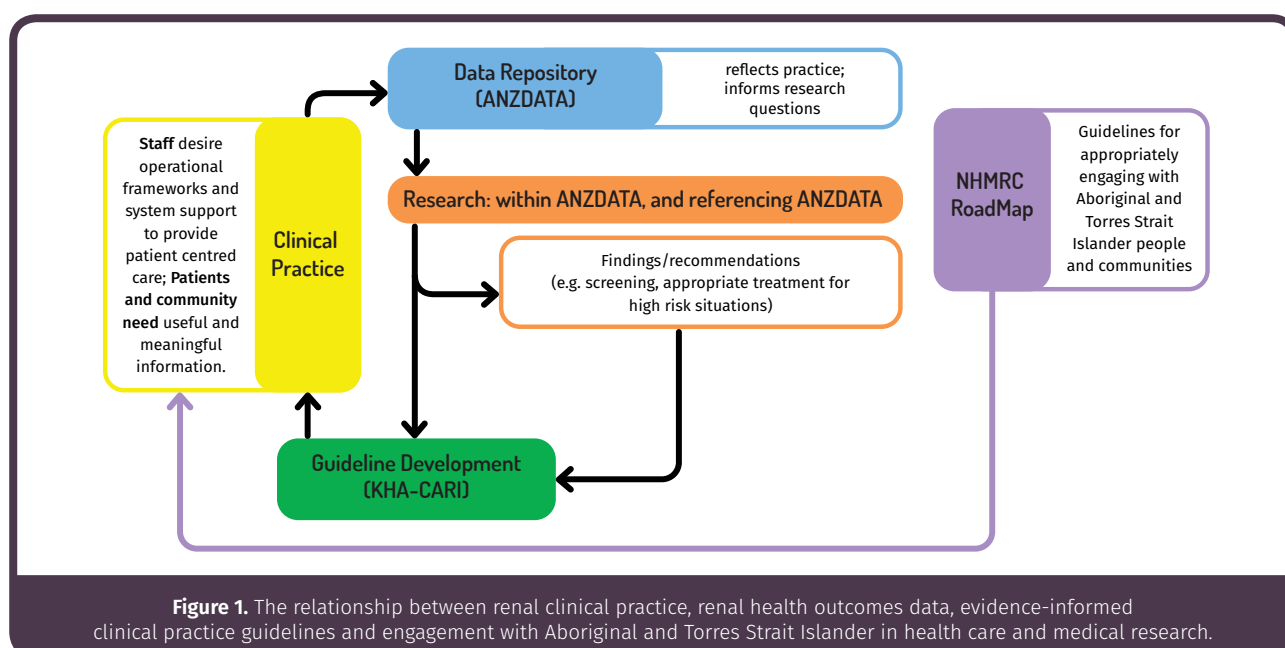 Data Repository
(ANZDATA)
reflects practice;
informs research
questions
Staff desire
operational
frameworks and
system support
to provide
patient centred
care; Patients
and community
need useful and
meaningful
information.
Clinical
Practice
Research: within ANZDATA, and referencing ANZDATA
Findings/recommendations
(e.g. screening, appropriate treatment for
high risk situations)
Guideline Development
(KHA-CARI)
NHMRC
RoadMap
Guidelines for
appropriately
engaging with
Aboriginal and
Torres Strait
Islander people
and communities
Figure 1. The relationship between renal clinical practice, renal health outcomes data, evidence-informed
clinical practice guidelines and engagement with Aboriginal and Torres Strait Islander in health care and medical research.